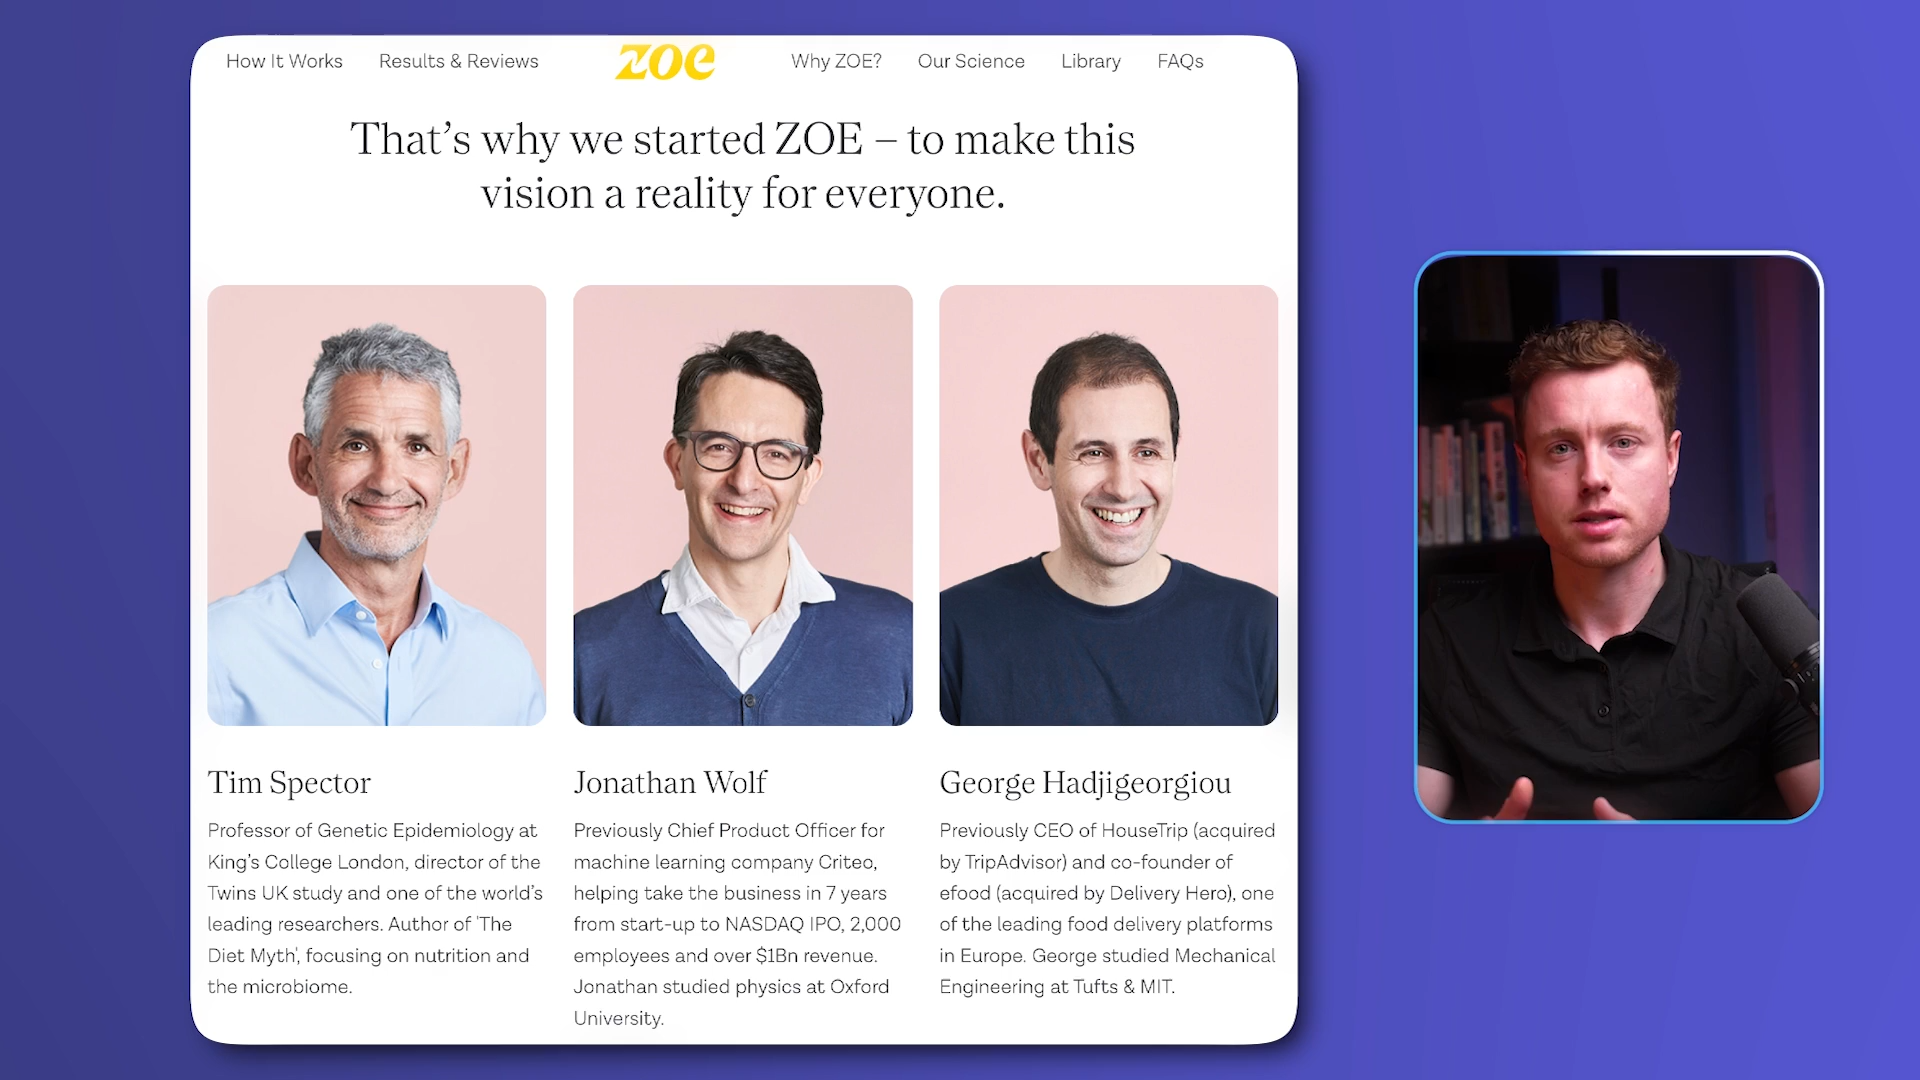 How It Works
Results & Reviews
zoe
Why ZOE?
Our Science
Library
FAQs
That's why we started ZOE – to make this
vision a reality for everyone.
Tim Spector
Professor of Genetic Epidemiology at
King's College London, director of the
Twins UK study and one of the world's
leading researchers. Author of 'The
Diet Myth', focusing on nutrition and
the microbiome.
Jonathan Wolf
Previously Chief Product Officer for
machine learning company Criteo,
helping take the business in 7 years
from start-up to NASDAQ IPO, 2,000
employees and over $1Bn revenue.
Jonathan studied physics at Oxford
University.
George Hadjigeorgiou
Previously CEO of HouseTrip (acquired
by TripAdvisor) and co-founder of
efood (acquired by Delivery Hero), one
of the leading food delivery platforms
in Europe. George studied Mechanical
Engineering at Tufts & MIT.